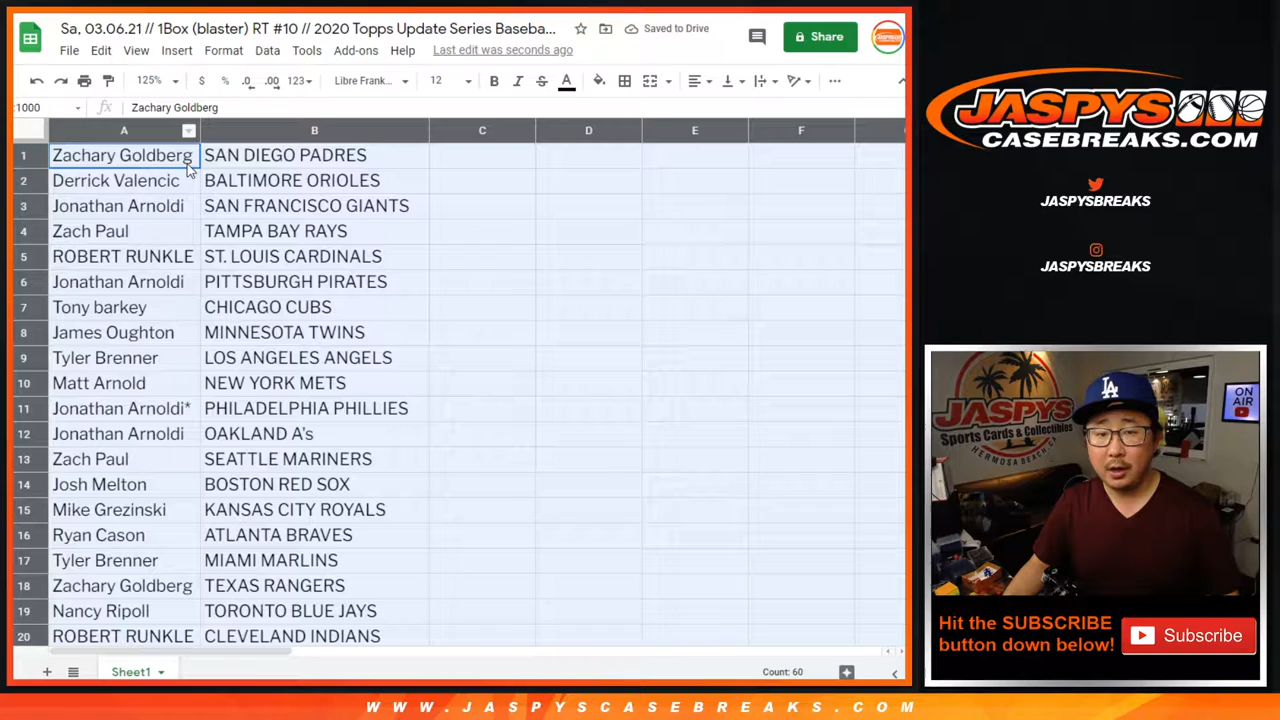 Sa, 03.06.21 // 1Box (blaster) RT #10 // 2020 Topps Update Series Baseba...
Saved to Drive
Share
File Edit View Insert Format Data Tools Add-ons Help Last edit was seconds ago
125% $ % .0 .00 123 Libre Frank... 12 B I S A
:1000 fx Zachary Goldberg
A B C D E F
1 Zachary Goldberg SAN DIEGO PADRES
2 Derrick Valencic BALTIMORE ORIOLES
3 Jonathan Arnoldi SAN FRANCISCO GIANTS
4 Zach Paul TAMPA BAY RAYS
5 ROBERT RUNKLE ST. LOUIS CARDINALS
6 Jonathan Arnoldi PITTSBURGH PIRATES
7 Tony barkey CHICAGO CUBS
8 James Oughton MINNESOTA TWINS
9 Tyler Brenner LOS ANGELES ANGELS
10 Matt Arnold NEW YORK METS
11 Jonathan Arnoldi* PHILADELPHIA PHILLIES
12 Jonathan Arnoldi OAKLAND A's
13 Zach Paul SEATTLE MARINERS
14 Josh Melton BOSTON RED SOX
15 Mike Grezinski KANSAS CITY ROYALS
16 Ryan Cason ATLANTA BRAVES
17 Tyler Brenner MIAMI MARLINS
18 Zachary Goldberg TEXAS RANGERS
19 Nancy Ripoll TORONTO BLUE JAYS
20 ROBERT RUNKLE CLEVELAND INDIANS
Sheet1
Count: 60
JASPYS
CASEBREAKS.COM
JASPYSBREAKS
JASPYSBREAKS
JASPYS
Sports Cards & Collectibles
HERMOSA BEACH, CA
LA
ON
AIR
Hit the SUBSCRIBE
button down below!
Subscribe
WWW.JASPYSCASEBREAKS.COM